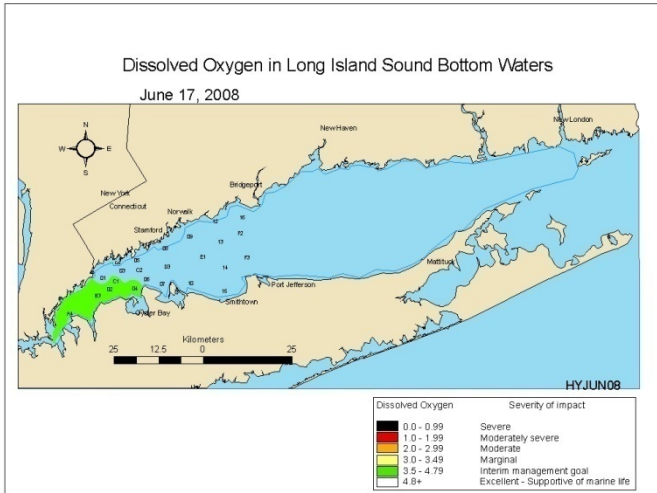 Dissolved Oxygen in Long Island Sound Bottom Waters
June 17, 2008
N
W E
S
New London
New Haven
Bridgeport
New York
Connecticut
Norwalk
Stamford
Mattituck
Port Jefferson
Smithtown
Oyster Bay
Kilometers
25 12.5 0 25
HYJUN08
Dissolved Oxygen Severity of impact
0.0 - 0.99 Severe
1.0 - 1.99 Moderately severe
2.0 - 2.99 Moderate
3.0 - 3.49 Marginal
3.5 - 4.79 Interim management goal
4.8+ Excellent - Supportive of marine life